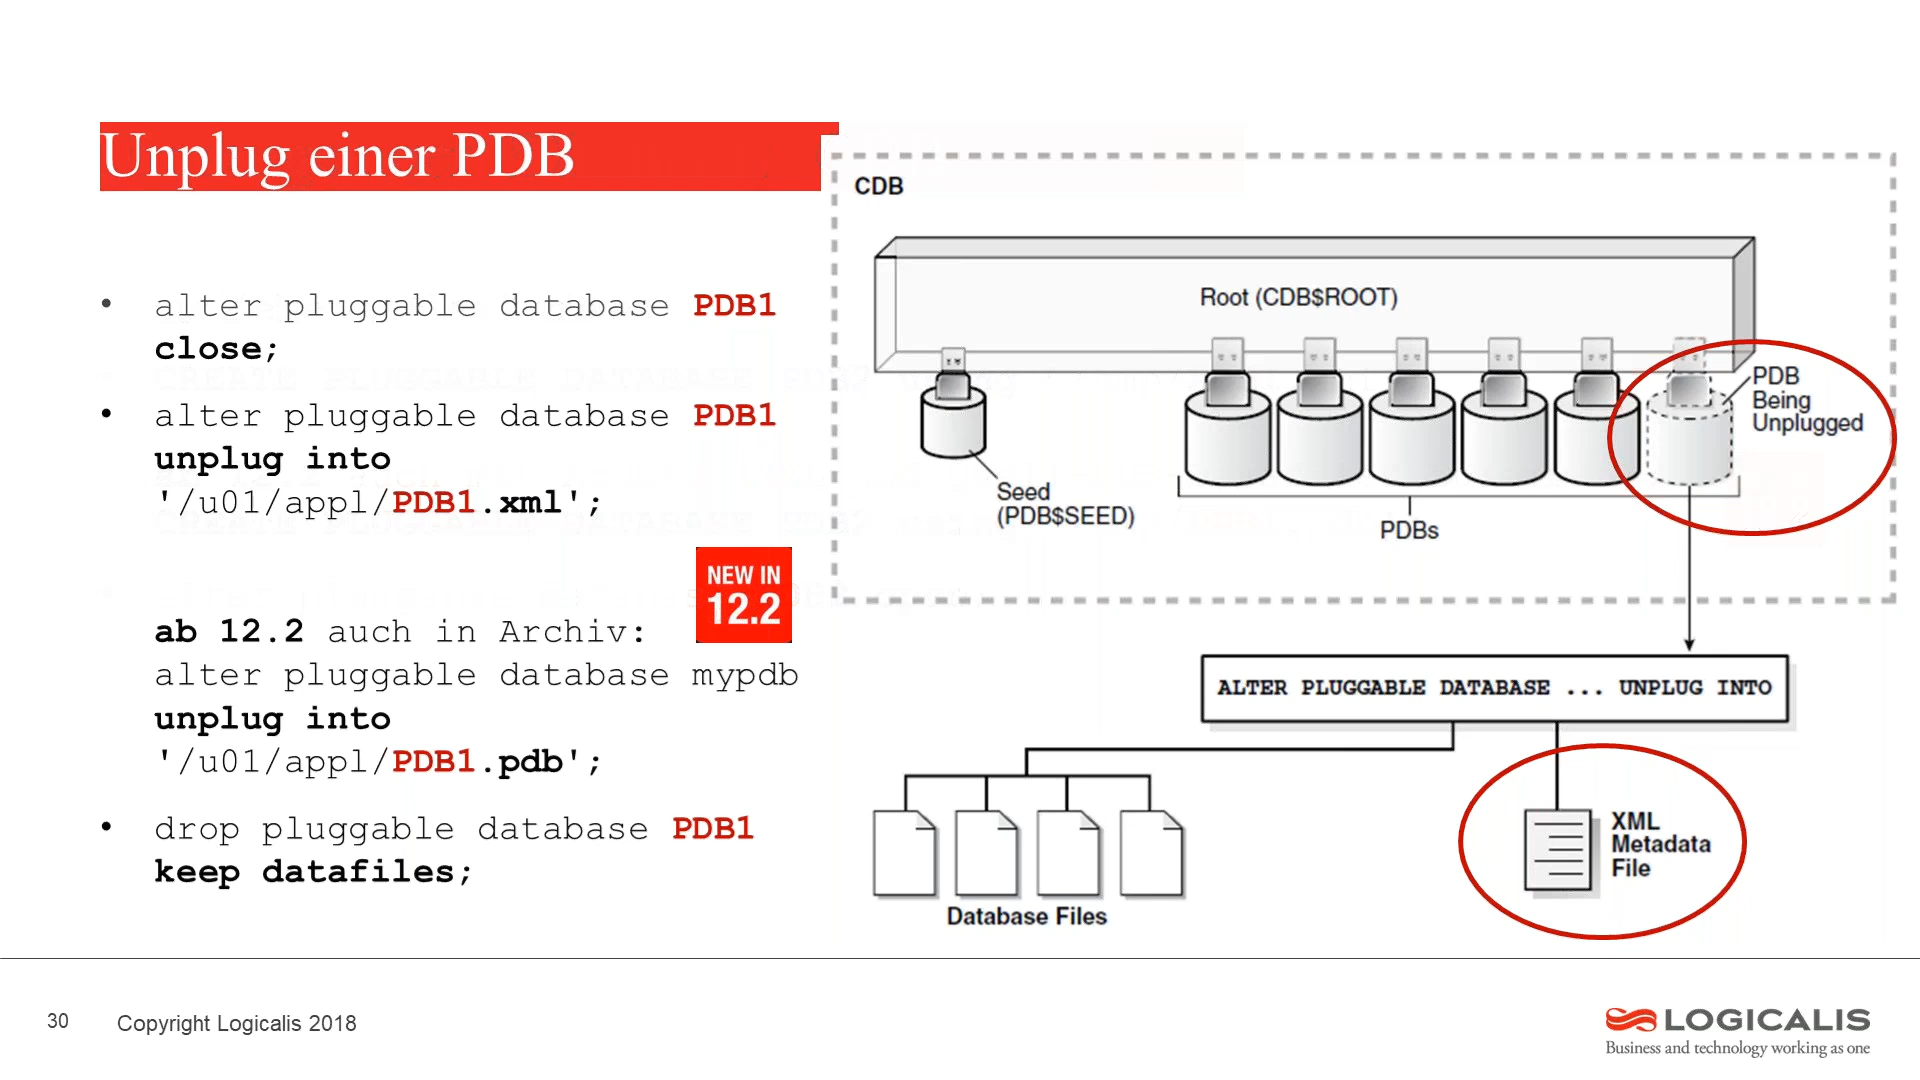 Unplug einer PDB
• alter pluggable database PDB1
close;
• alter pluggable database PDB1
unplug into
'/u01/appl/PDB1.xml';
NEW IN
12.2
ab 12.2 auch in Archiv:
alter pluggable database mypdb
unplug into
'/u01/appl/PDB1.pdb';
• drop pluggable database PDB1
keep datafiles;
CDB
Root (CDB$ROOT)
PDB
Being
Unplugged
Seed
(PDB$SEED)
PDBs
ALTER PLUGGABLE DATABASE ... UNPLUG INTO
XML
Metadata
File
Database Files
30
Copyright Logicalis 2018
LOGICALIS
Business and technology working as one